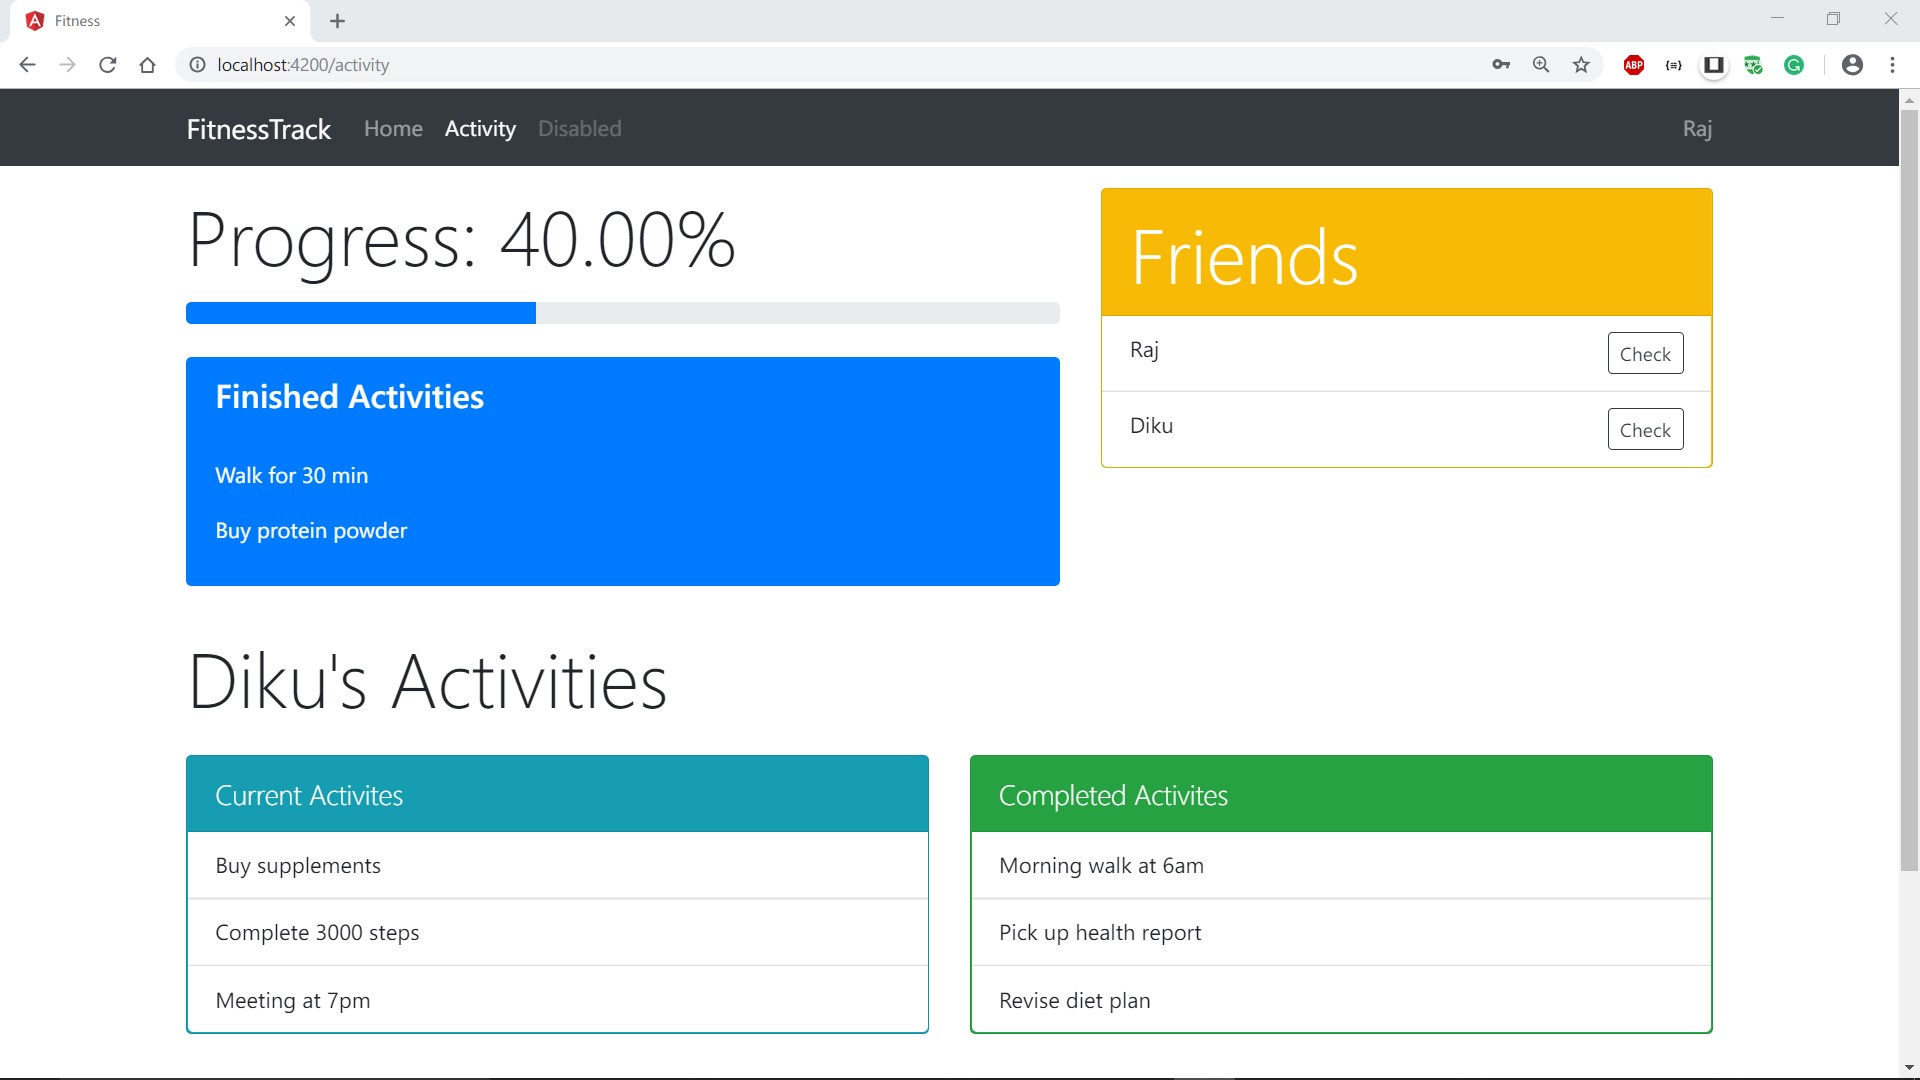 Fitness
localhost:4200/activity
ABP
FitnessTrack Home Activity Disabled Raj
Progress: 40.00%
Finished Activities
Walk for 30 min
Buy protein powder
Friends
Raj Check
Diku Check
Diku's Activities
Current Activites
Buy supplements
Complete 3000 steps
Meeting at 7pm
Completed Activites
Morning walk at 6am
Pick up health report
Revise diet plan